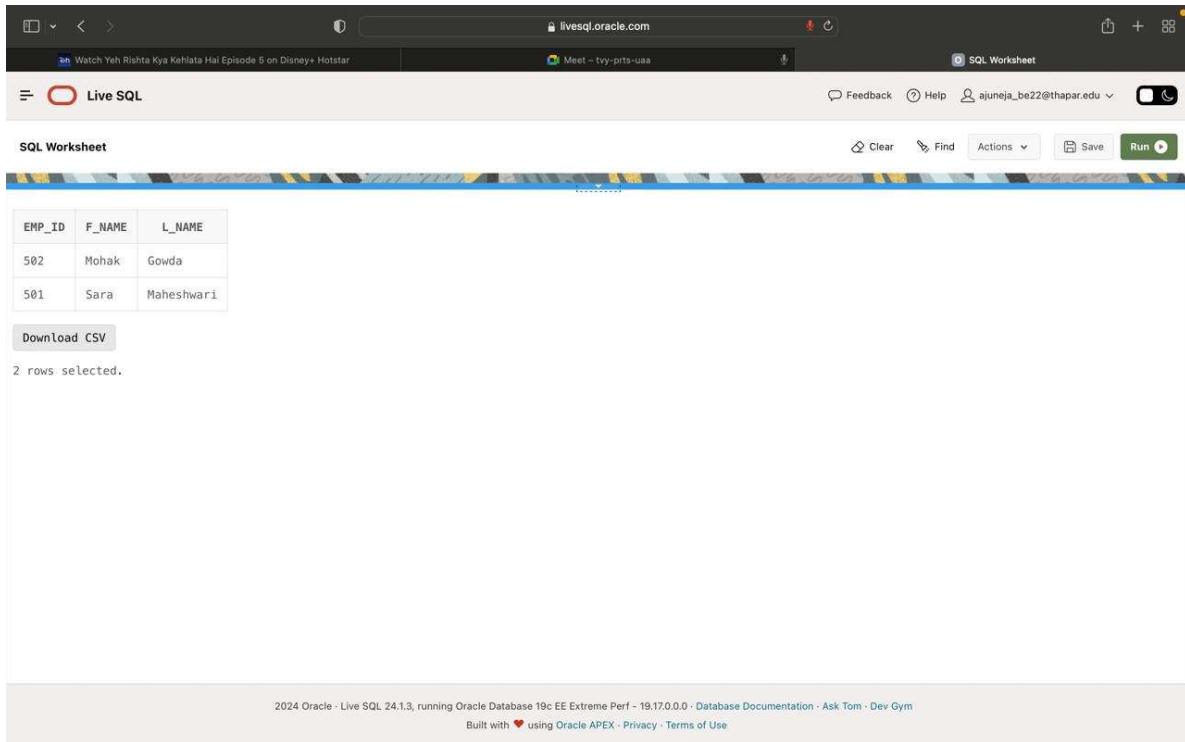 livesql.oracle.com
Watch Yeh Rishta Kya Kehlata Hai Episode 5 on Disney+ Hotstar
Meet – tvy-prts-uaa
O SQL Worksheet
Live SQL
Feedback ? Help ajuneja_be22@thapar.edu
SQL Worksheet
Clear Find Actions Save Run
EMP_ID F_NAME L_NAME
502 Mohak Gowda
501 Sara Maheshwari
Download CSV
2 rows selected.
2024 Oracle · Live SQL 24.1.3, running Oracle Database 19c EE Extreme Perf - 19.17.0.0.0 · Database Documentation · Ask Tom · Dev Gym
Built with ❤ using Oracle APEX · Privacy · Terms of Use